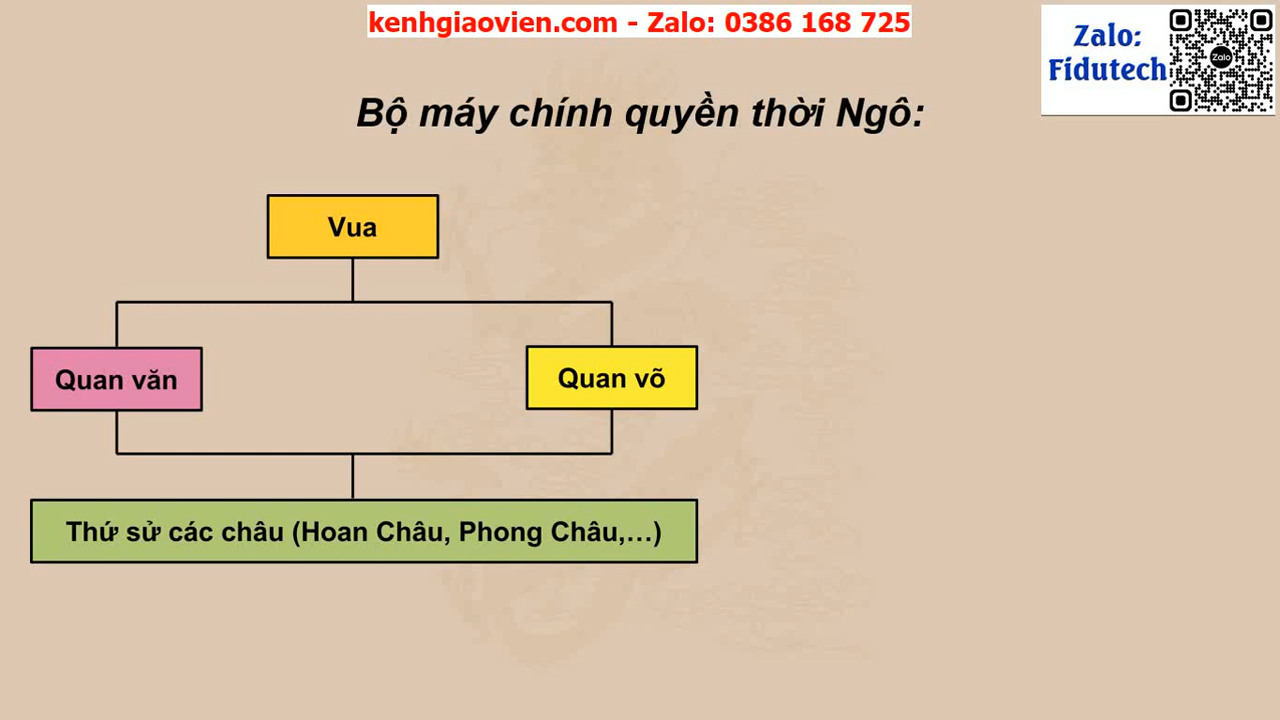 kenhgiaovien.com - Zalo: 0386 168 725
Zalo:
Fidutech
Zalo
Bộ máy chính quyền thời Ngô:
Vua
Quan văn
Quan võ
Thứ sử các châu (Hoan Châu, Phong Châu,...)